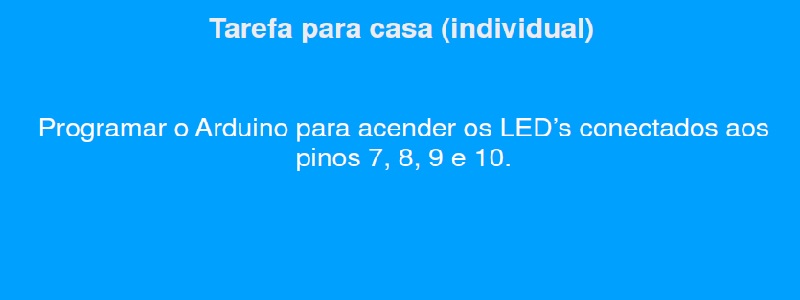 Tarefa para casa (individual)
Programar o Arduino para acender os LED’s conectados aos
pinos 7, 8, 9 e 10.